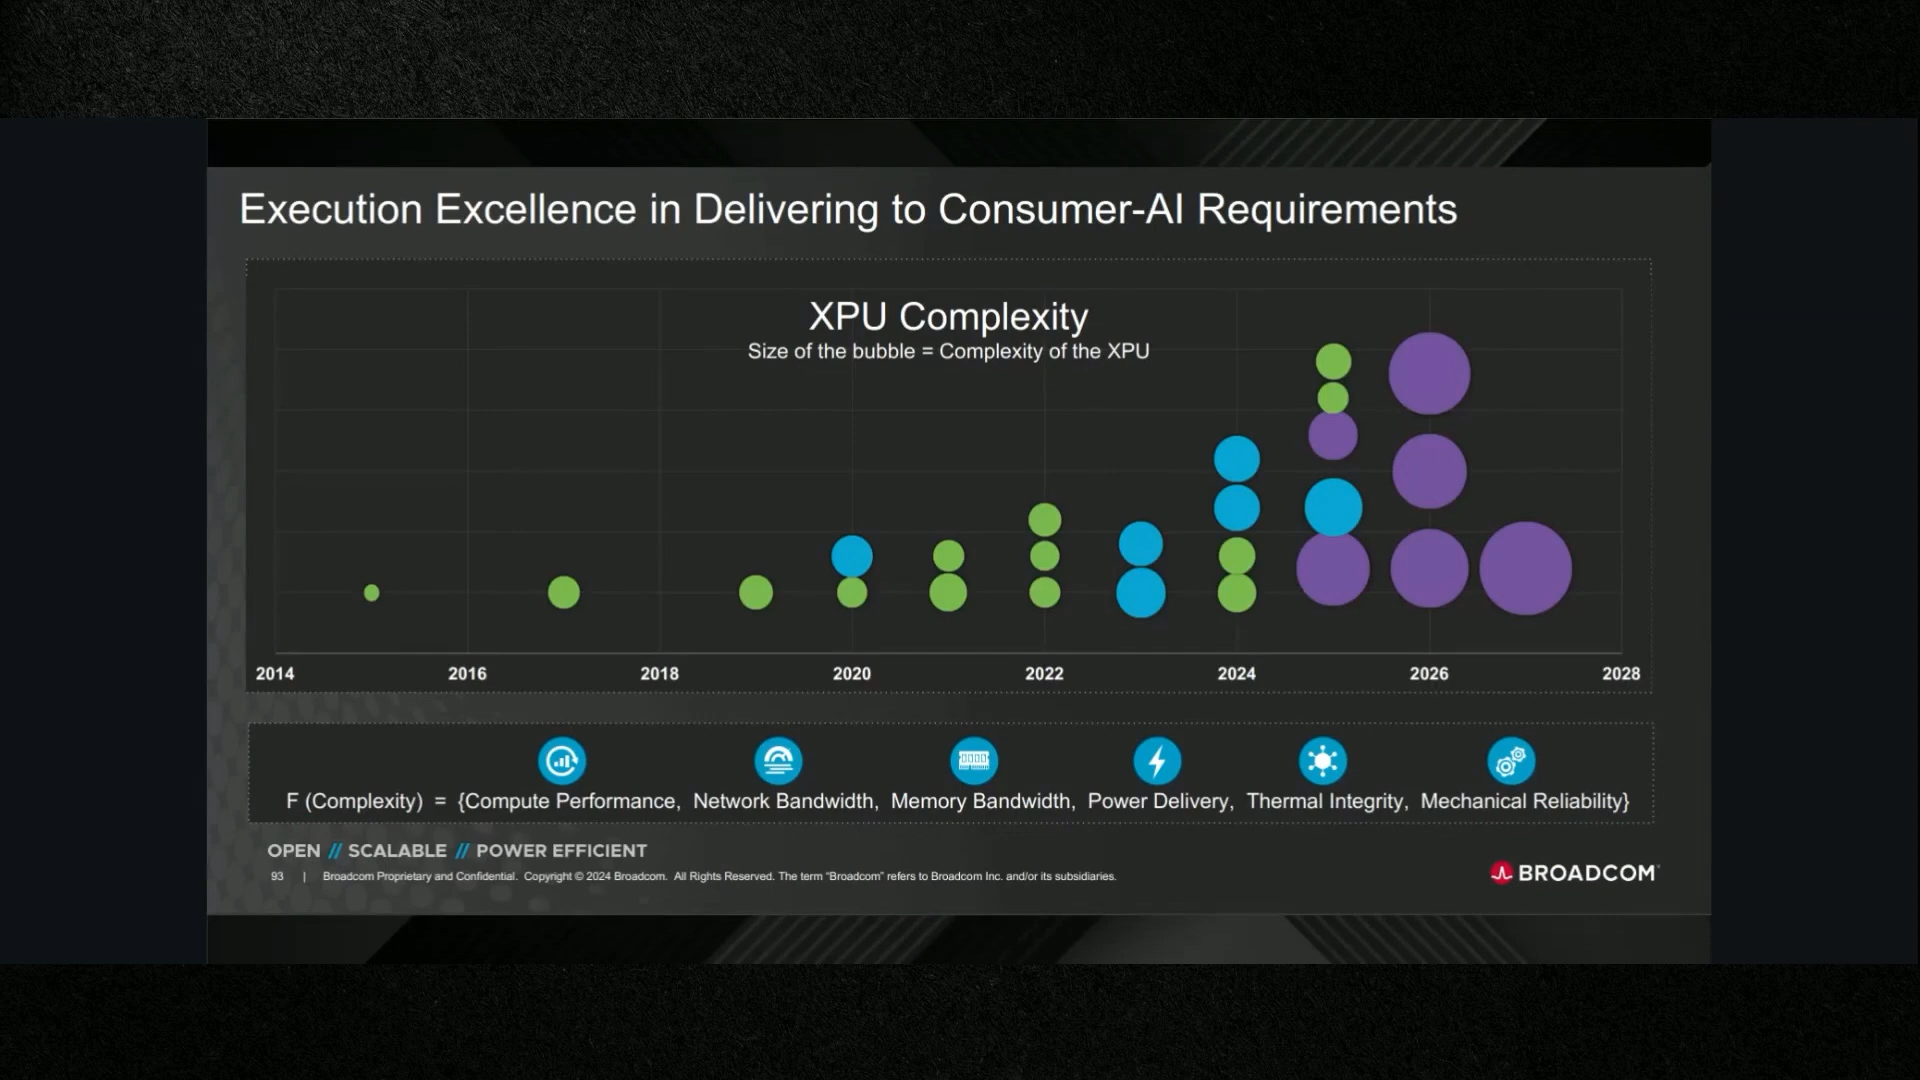 Execution Excellence in Delivering to Consumer-AI Requirements
XPU Complexity
Size of the bubble = Complexity of the XPU
2014 2016 2018 2020 2022 2024 2026 2028
F (Complexity) = {Compute Performance, Network Bandwidth, Memory Bandwidth, Power Delivery, Thermal Integrity, Mechanical Reliability}
OPEN // SCALABLE // POWER EFFICIENT
93 | Broadcom Proprietary and Confidential. Copyright © 2024 Broadcom. All Rights Reserved. The term “Broadcom” refers to Broadcom Inc. and/or its subsidiaries.
BROADCOM